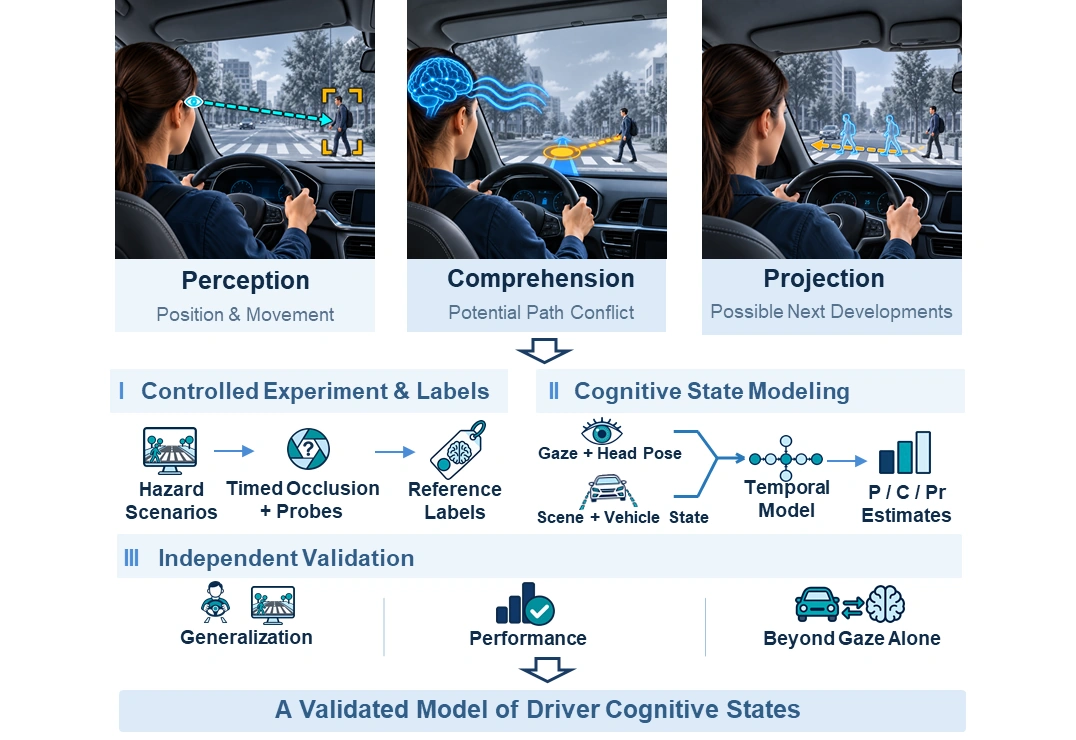 Perception
Position & Movement
Comprehension
Potential Path Conflict
Projection
Possible Next Developments
I Controlled Experiment & Labels
Hazard
Scenarios
?
Timed Occlusion
+ Probes
Reference
Labels
II Cognitive State Modeling
Gaze + Head Pose
Scene + Vehicle State
Temporal
Model
P / C / Pr
Estimates
III Independent Validation
Generalization
Performance
Beyond Gaze Alone
A Validated Model of Driver Cognitive States